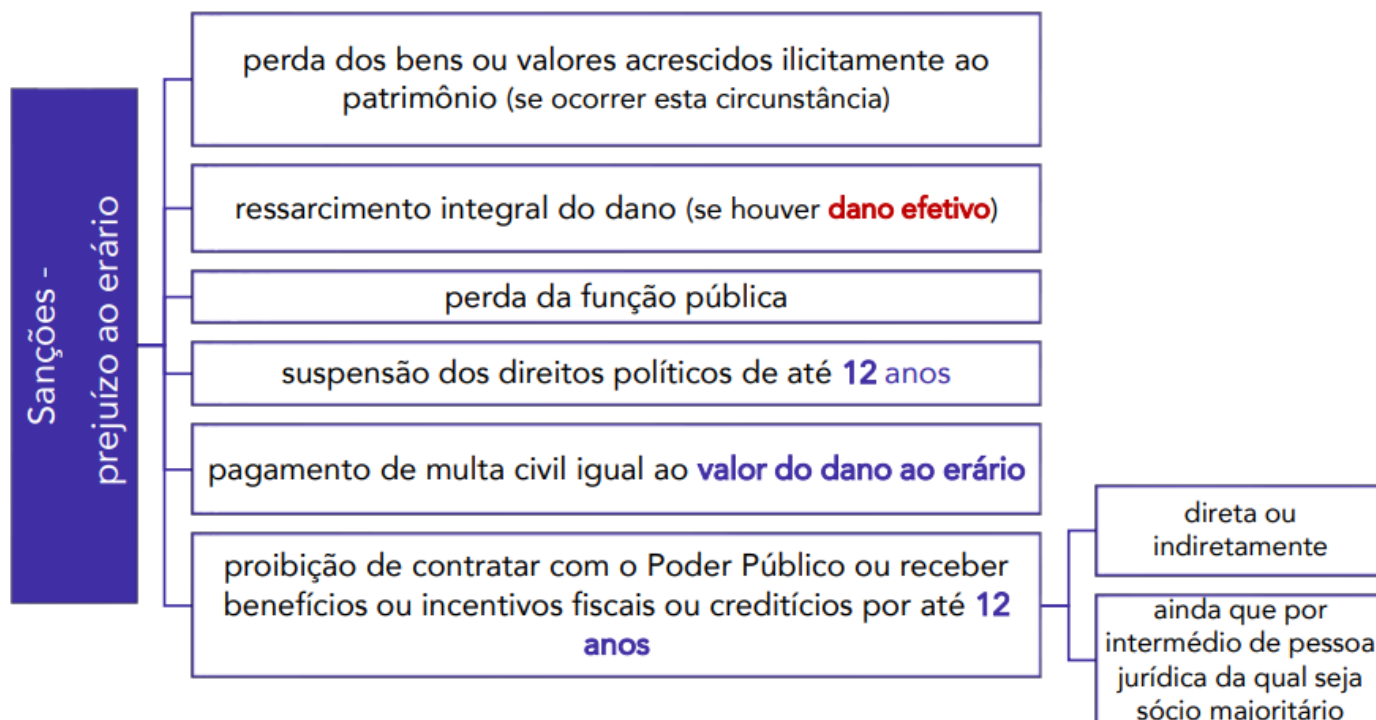 Sanções -
prejuízo ao erário
perda dos bens ou valores acrescidos ilicitamente ao
patrimônio (se ocorrer esta circunstância)
ressarcimento integral do dano (se houver dano efetivo)
perda da função pública
suspensão dos direitos políticos de até 12 anos
pagamento de multa civil igual ao valor do dano ao erário
proibição de contratar com o Poder Público ou receber
benefícios ou incentivos fiscais ou creditícios por até 12
anos
direta ou
indiretamente
ainda que por
intermédio de pessoa
jurídica da qual seja
sócio majoritário